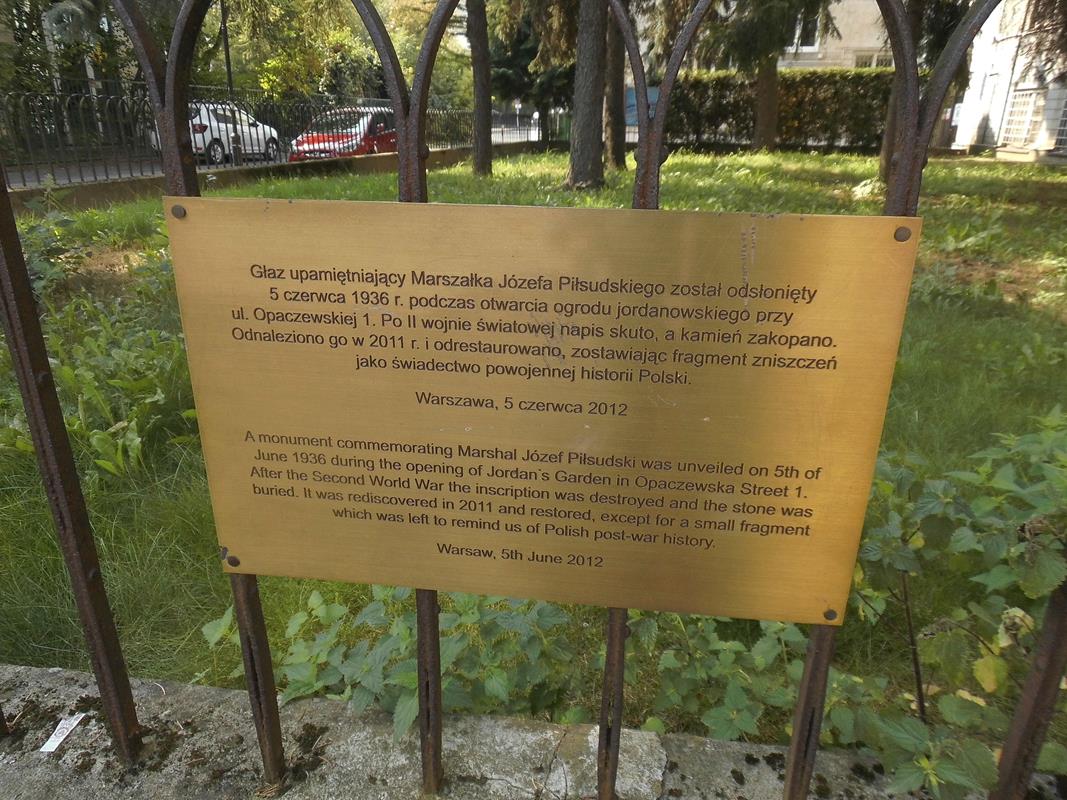 Głaz upamiętniający Marszałka Józefa Piłsudskiego został odsłonięty
5 czerwca 1936 r. podczas otwarcia ogrodu jordanowskiego przy
ul. Opaczewskiej 1. Po II wojnie światowej napis skuto, a kamień zakopano.
Odnaleziono go w 2011 r. i odrestaurowano, zostawiając fragment zniszczeń
jako świadectwo powojennej historii Polski.
Warszawa, 5 czerwca 2012
A monument commemorating Marshal Józef Piłsudski was unveiled on 5th of
June 1936 during the opening of Jordan`s Garden in Opaczewska Street 1.
After the Second World War the inscription was destroyed and the stone was
buried. It was rediscovered in 2011 and restored, except for a small fragment
which was left to remind us of Polish post-war history.
Warsaw, 5th June 2012